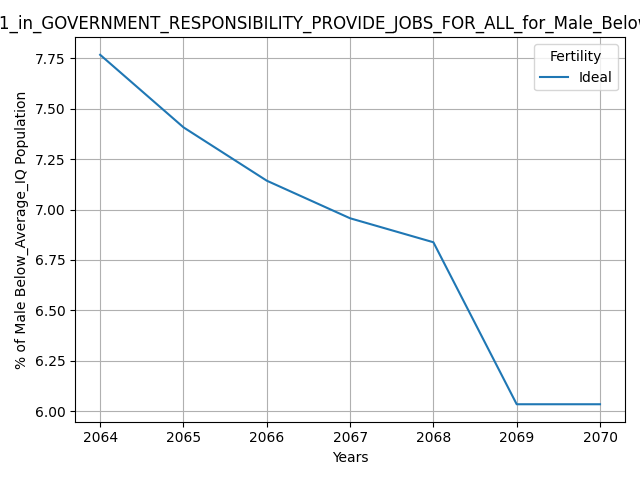 1_in_GOVERNMENT_RESPONSIBILITY_PROVIDE_JOBS_FOR_ALL_for_Male_Below
Fertility
Ideal
7.75
7.50
7.25
7.00
6.75
6.50
6.25
6.00
% of Male Below_Average_IQ Population
2064 2065 2066 2067 2068 2069 2070
Years